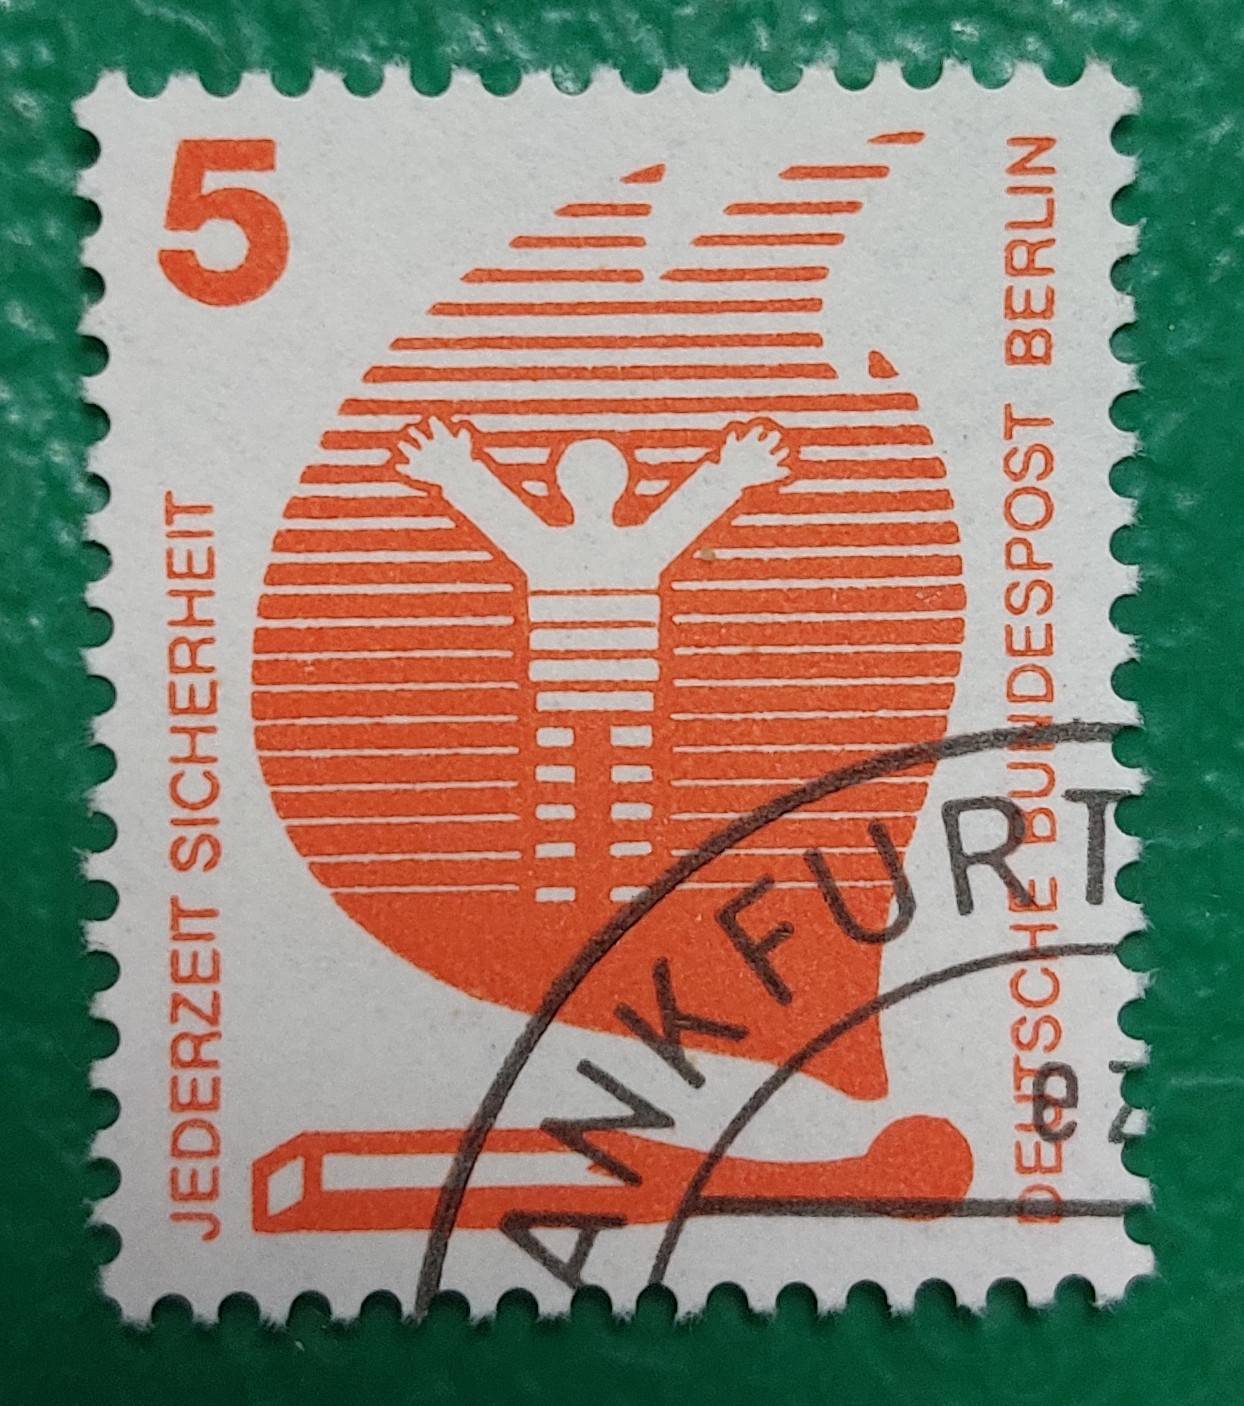 5
JEDERZEIT SICHERHEIT
DEUTSCHE BUNDESPOST BERLIN
ANKFURT